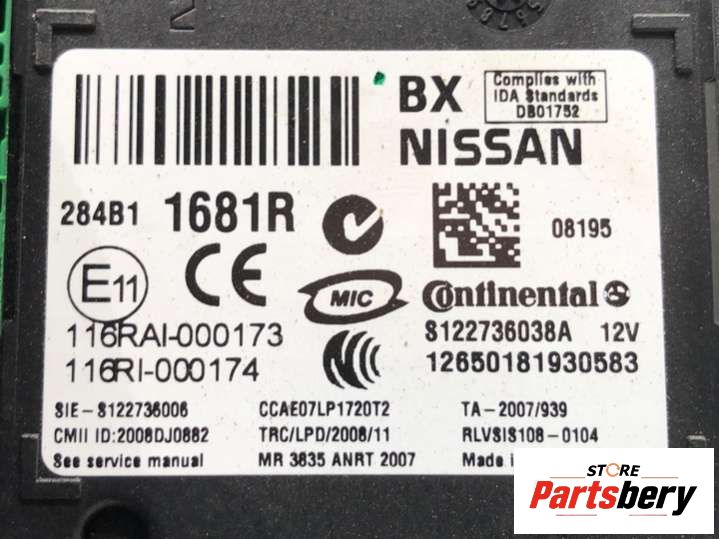 BX
Complies with
IDA Standards
DB01752
NISSAN
284B1 1681R
08195
E11
CE
MIC
Continental
116RAI-000173
S122736038A 12V
116RI-000174
12650181930583
SIE-S122736006 CCAE07LP1720T2 TA-2007/939
CMII ID:2008DJ0882 TRC/LPD/2008/11 RLVSIS108-0104
See service manual MR 3835 ANRT 2007 Made
STORE
Partsbery